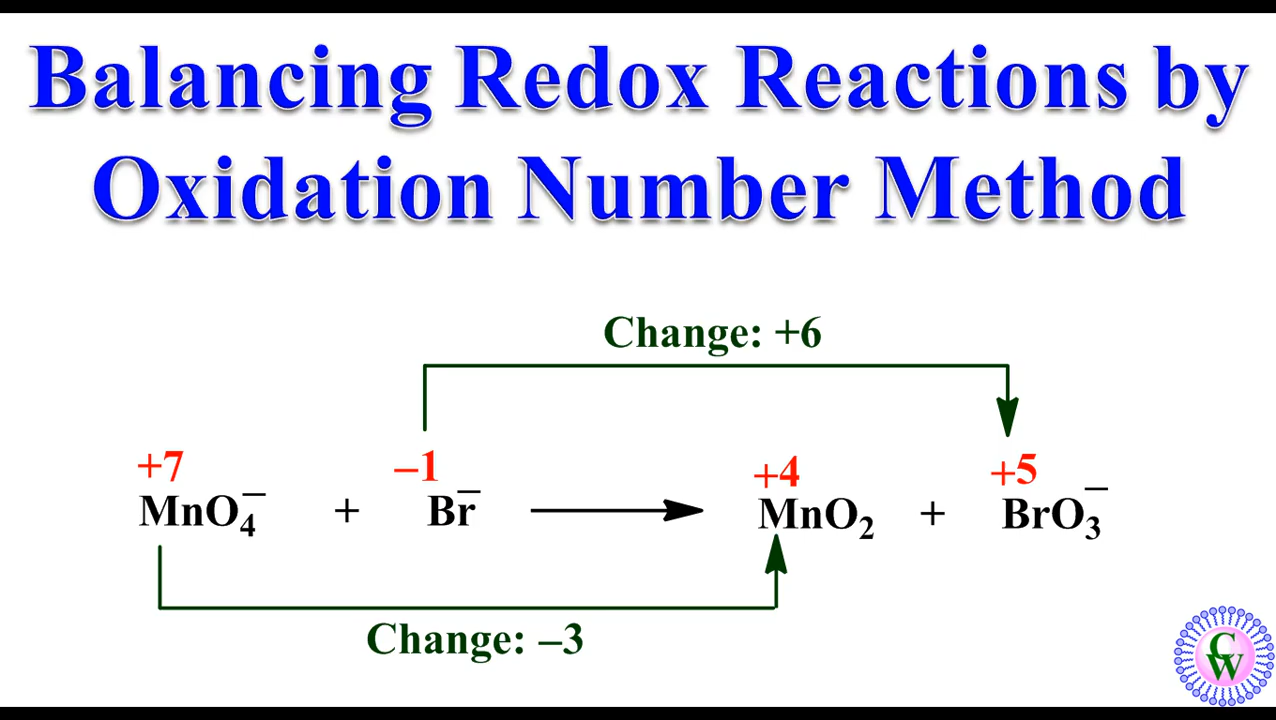 Balancing Redox Reactions by
Oxidation Number Method
Change: +6
+7 –1 +4 +5
MnO₄⁻ + Br⁻ ⟶ MnO₂ + BrO₃⁻
Change: –3
CW